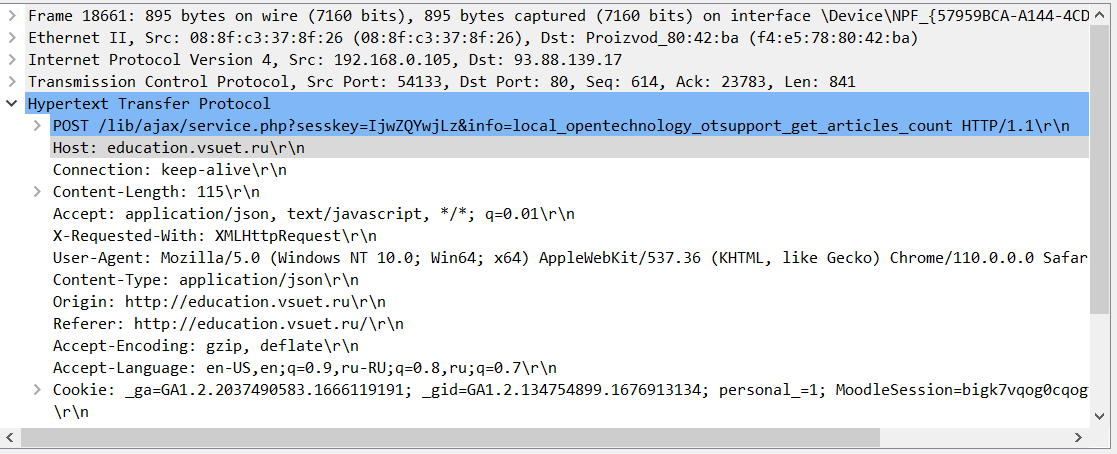 Frame 18661: 895 bytes on wire (7160 bits), 895 bytes captured (7160 bits) on interface \Device\NPF_{57959BCA-A144-4CD
Ethernet II, Src: 08:8f:c3:37:8f:26 (08:8f:c3:37:8f:26), Dst: Proizvod_80:42:ba (f4:e5:78:80:42:ba)
Internet Protocol Version 4, Src: 192.168.0.105, Dst: 93.88.139.17
Transmission Control Protocol, Src Port: 54133, Dst Port: 80, Seq: 614, Ack: 23783, Len: 841
Hypertext Transfer Protocol
POST /lib/ajax/service.php?sesskey=IjwZQYwjLz&info=local_opentechnology_otsupport_get_articles_count HTTP/1.1\r\n
Host: education.vsuet.ru\r\n
Connection: keep-alive\r\n
Content-Length: 115\r\n
Accept: application/json, text/javascript, */*; q=0.01\r\n
X-Requested-With: XMLHttpRequest\r\n
User-Agent: Mozilla/5.0 (Windows NT 10.0; Win64; x64) AppleWebKit/537.36 (KHTML, like Gecko) Chrome/110.0.0.0 Safar
Content-Type: application/json\r\n
Origin: http://education.vsuet.ru\r\n
Referer: http://education.vsuet.ru/\r\n
Accept-Encoding: gzip, deflate\r\n
Accept-Language: en-US,en;q=0.9,ru-RU;q=0.8,ru;q=0.7\r\n
Cookie: _ga=GA1.2.2037490583.1666119191; _gid=GA1.2.134754899.1676913134; personal_=1; MoodleSession=bigk7vqog0cqog
\r\n